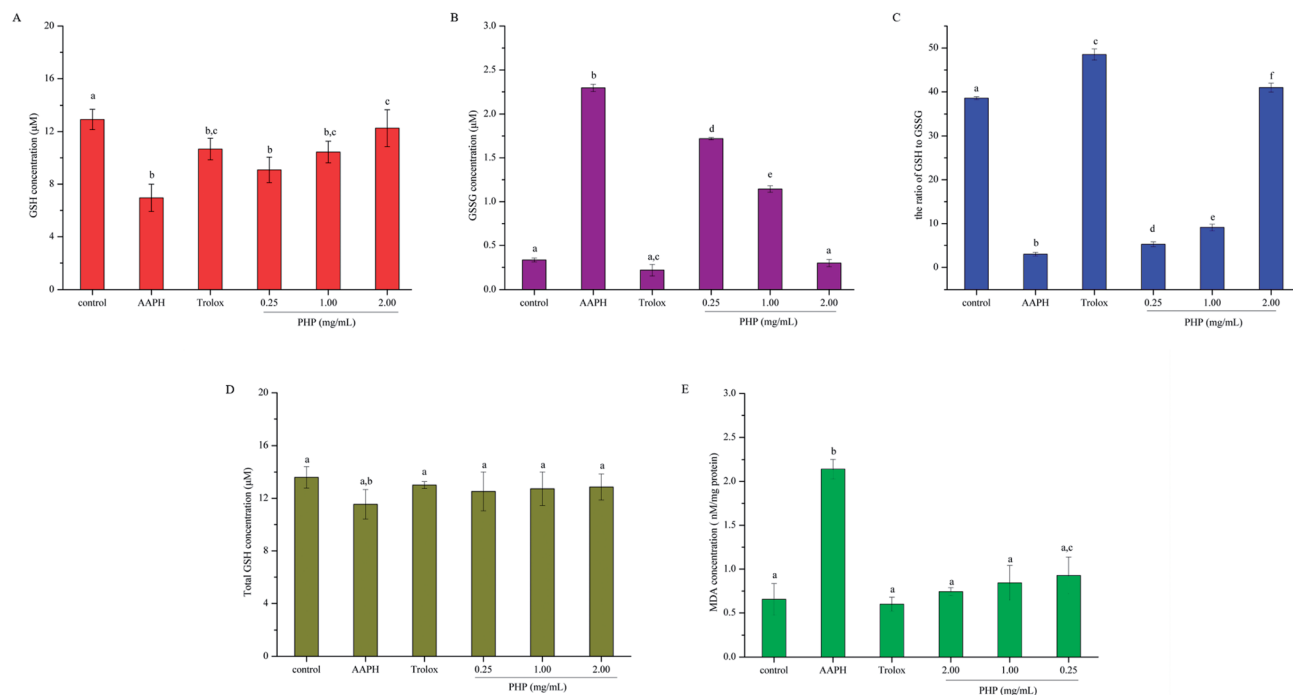 A
GSH concentration (μM)
20
16
12
8
4
0
a
b
b,c
b
b,c
c
control
AAPH
Trolox
0.25
1.00
2.00
PHP (mg/mL)
B
GSSG concentration (μM)
3.0
2.5
2.0
1.5
1.0
0.5
0.0
a
b
a,c
d
e
a
control
AAPH
Trolox
0.25
1.00
2.00
PHP (mg/mL)
C
the ratio of GSH to GSSG
50
40
30
20
10
0
a
b
c
d
e
f
control
AAPH
Trolox
0.25
1.00
2.00
PHP (mg/mL)
D
Total GSH concentration (μM)
20
16
12
8
4
0
a
a,b
a
a
a
a
control
AAPH
Trolox
0.25
1.00
2.00
PHP (mg/mL)
E
MDA concentration ( nM/mg protein)
3.0
2.5
2.0
1.5
1.0
0.5
0.0
a
b
a
a
a
a,c
control
AAPH
Trolox
2.00
1.00
0.25
PHP (mg/mL)